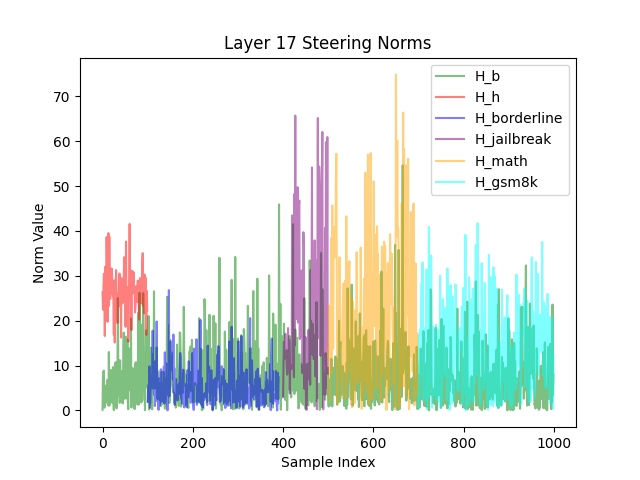 Layer 17 Steering Norms
H_b
H_h
H_borderline
H_jailbreak
H_math
H_gsm8k
70
60
50
40
30
20
10
0
Norm Value
0
200
400
600
800
1000
Sample Index